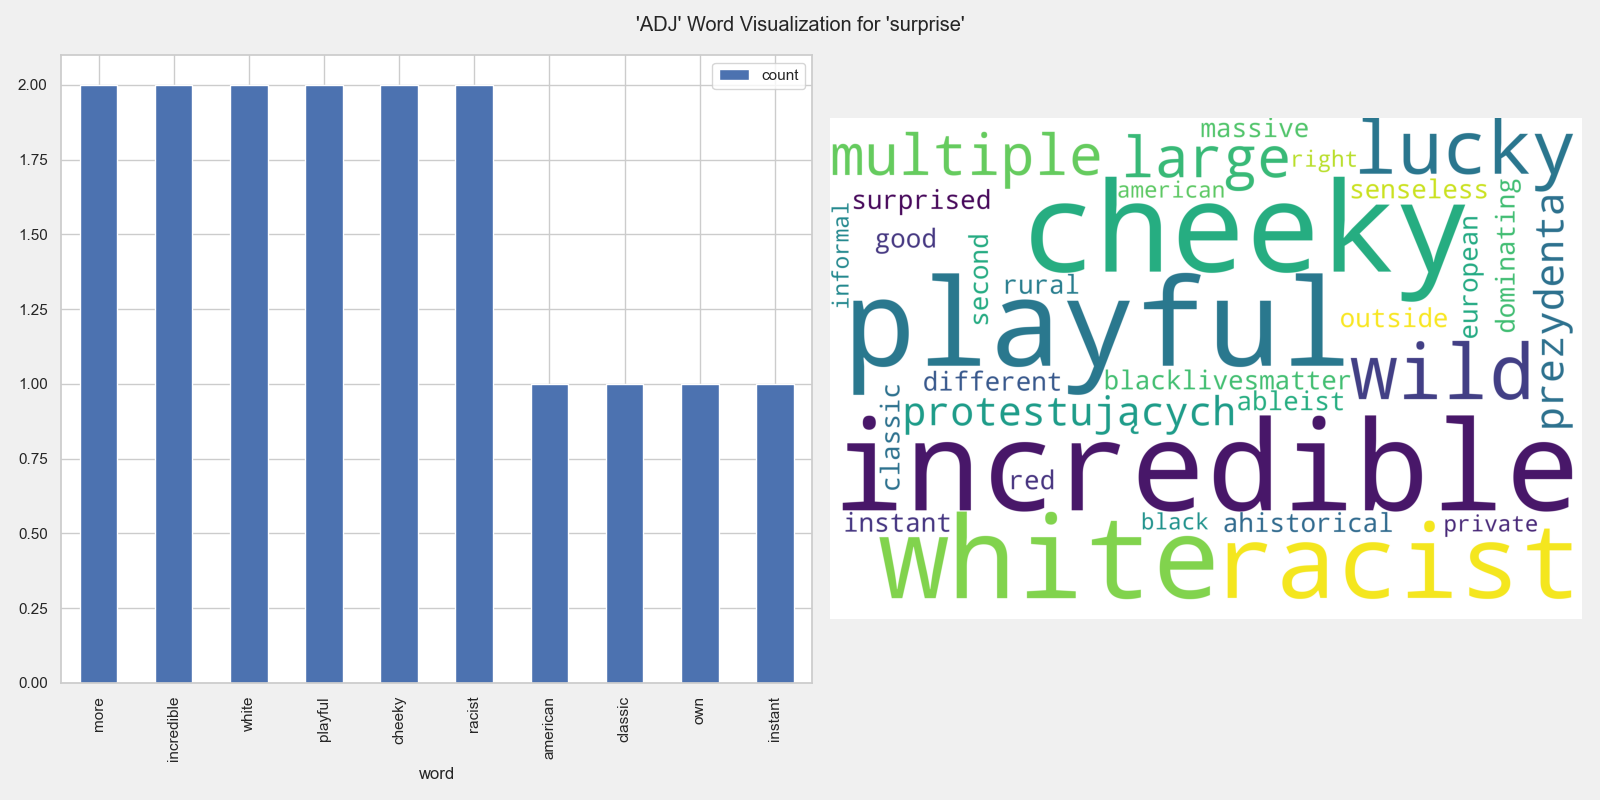 'ADJ' Word Visualization for 'surprise'
count
2.00
1.75
1.50
1.25
1.00
0.75
0.50
0.25
0.00
more
incredible
white
playful
cheeky
racist
american
classic
own
instant
word
massive
multiple
large
right
lucky
american
senseless
surprised
cheeky
informal
good
second
european
dominating
prezydenta
rural
playful
outside
wild
different
blacklivesmatter
ableist
classic
protestujących
incredible
red
instant
black
ahistorical
private
white
racist